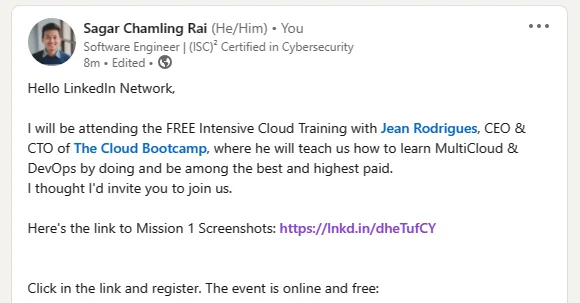 Sagar Chamling Rai (He/Him) • You
Software Engineer | (ISC)² Certified in Cybersecurity
8m • Edited •
Hello LinkedIn Network,
I will be attending the FREE Intensive Cloud Training with Jean Rodrigues, CEO &
CTO of The Cloud Bootcamp, where he will teach us how to learn MultiCloud &
DevOps by doing and be among the best and highest paid.
I thought I'd invite you to join us.
Here's the link to Mission 1 Screenshots: https://lnkd.in/dheTufCY
Click in the link and register. The event is online and free: